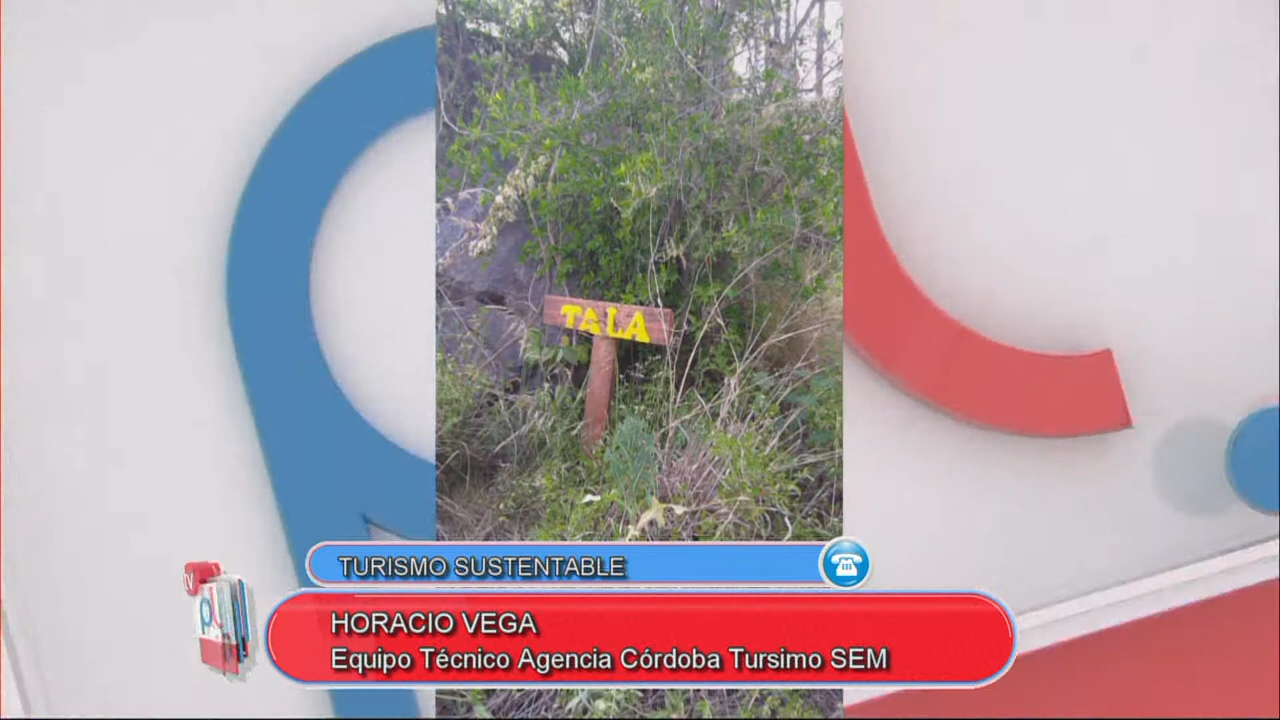 TALA
TURISMO SUSTENTABLE
HORACIO VEGA
Equipo Técnico Agencia Córdoba Tursimo SEM